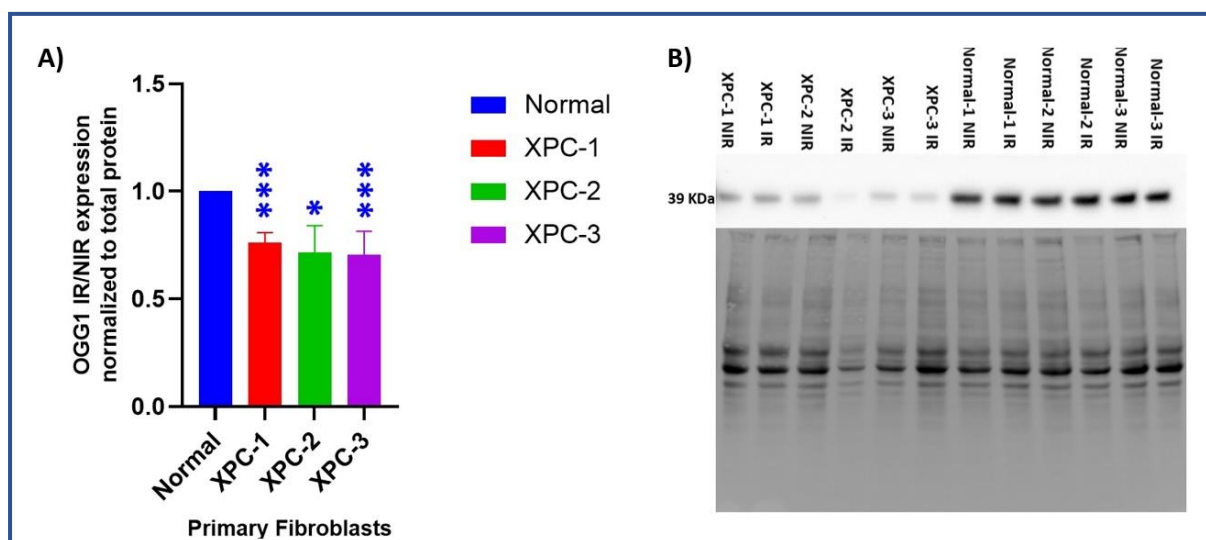 A)
OGG1 IR/NIR expression
normalized to total protein
1.5
1.0
0.5
0.0
***
*
***
Normal
XPC-1
XPC-2
XPC-3
Primary Fibroblasts
Normal
XPC-1
XPC-2
XPC-3
B)
XPC-1 NIR
XPC-1 IR
XPC-2 NIR
XPC-2 IR
XPC-3 NIR
XPC-3 IR
Normal-1 NIR
Normal-1 IR
Normal-2 NIR
Normal-2 IR
Normal-3 NIR
Normal-3 IR
39 KDa